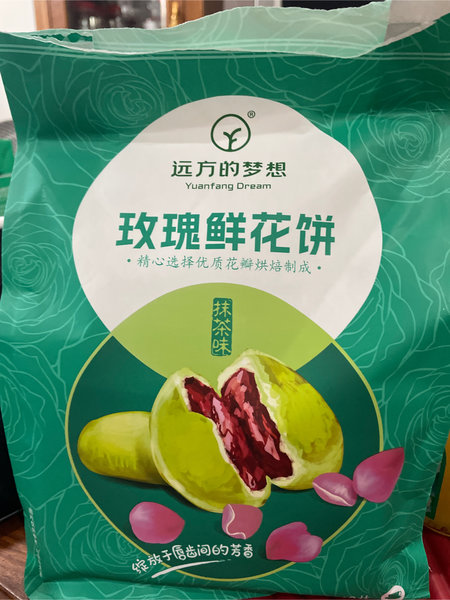 ®
远方的梦想
Yuanfang Dream
玫瑰鲜花饼
·精心选择优质花瓣烘焙制成·
抹茶味
绽放于唇齿间的芳香